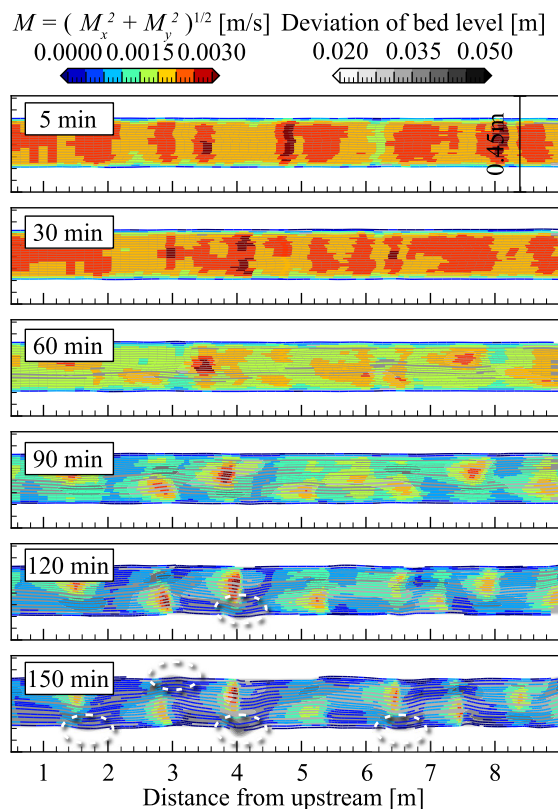 M = ( Mₓ² + Mᵧ² )¹/² [m/s]
Deviation of bed level [m]
0.0000 0.0015 0.0030
0.020 0.035 0.050
5 min
0.45m
30 min
60 min
90 min
120 min
150 min
1 2 3 4 5 6 7 8
Distance from upstream [m]